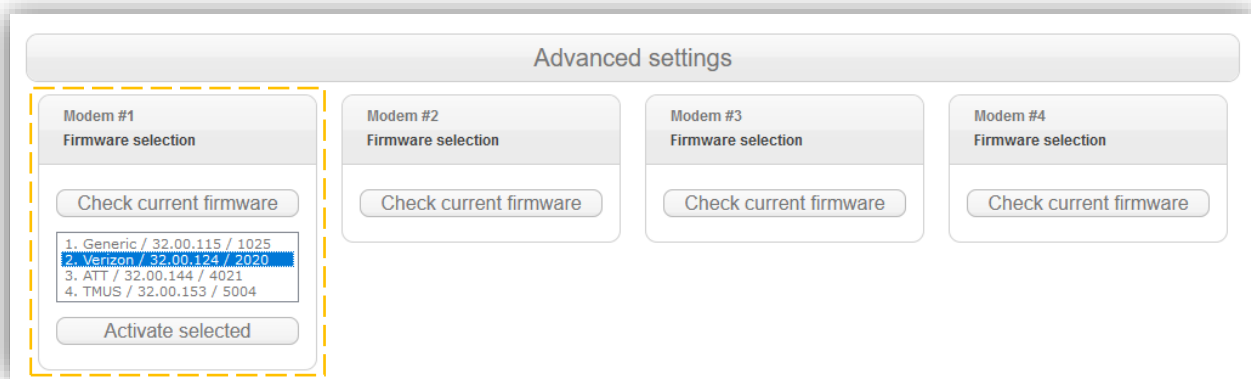 Advanced settings
Modem #1
Firmware selection
Check current firmware
1. Generic / 32.00.115 / 1025
2. Verizon / 32.00.124 / 2020
3. ATT / 32.00.144 / 4021
4. TMUS / 32.00.153 / 5004
Activate selected
Modem #2
Firmware selection
Check current firmware
Modem #3
Firmware selection
Check current firmware
Modem #4
Firmware selection
Check current firmware